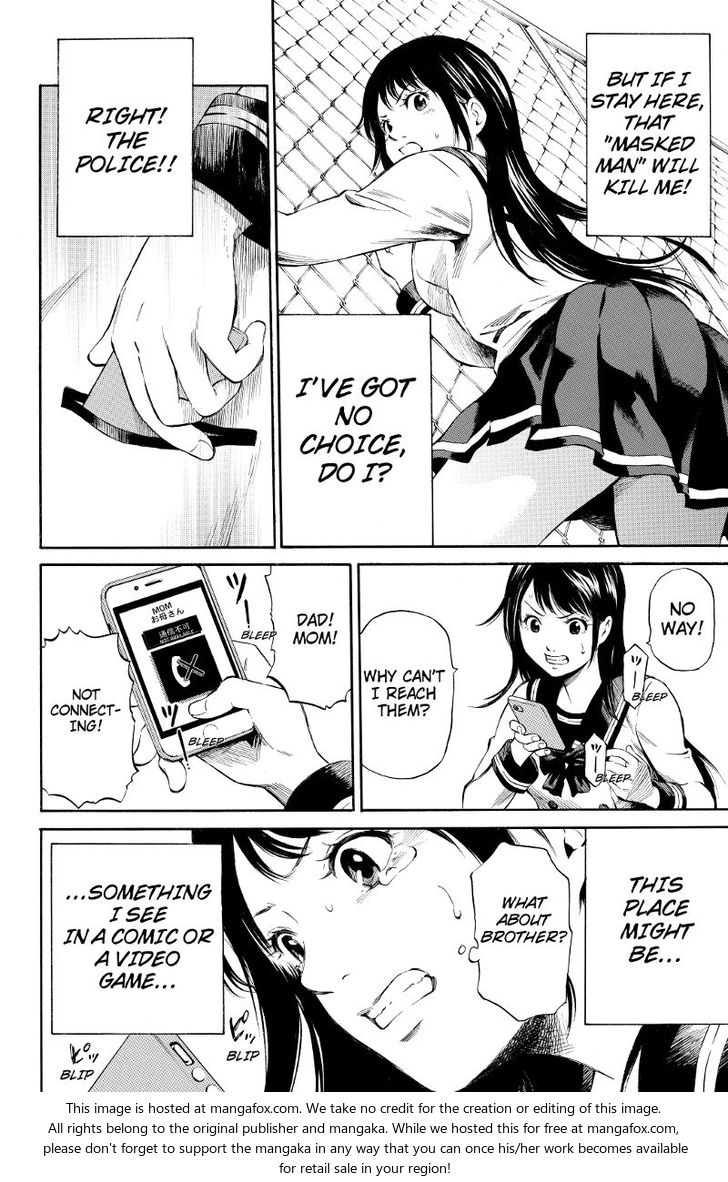 BUT IF I
STAY HERE,
THAT
"MASKED
MAN" WILL
KILL ME!
I'VE GOT
NO
CHOICE,
DO I?
RIGHT!
THE
POLICE!!
NO
WAY!
BLEEP
BLEEP
WHY CAN'T
I REACH
THEM?
DAD!
MOM!
BLEEP
MOM
お母さん
通信不可
NOT AVAILABLE
BLEEP
NOT
CONNECT-
ING!
THIS
PLACE
MIGHT
BE...
WHAT
ABOUT
BROTHER?
...SOMETHING
I SEE
IN A COMIC OR
A VIDEO
GAME...
ピッ
BLIP
ピッ
BLIP
This image is hosted at mangafox.com. We take no credit for the creation or editing of this image.
All rights belong to the original publisher and mangaka. While we hosted this for free at mangafox.com,
please don't forget to support the mangaka in any way that you can once his/her work becomes available
for retail sale in your region!